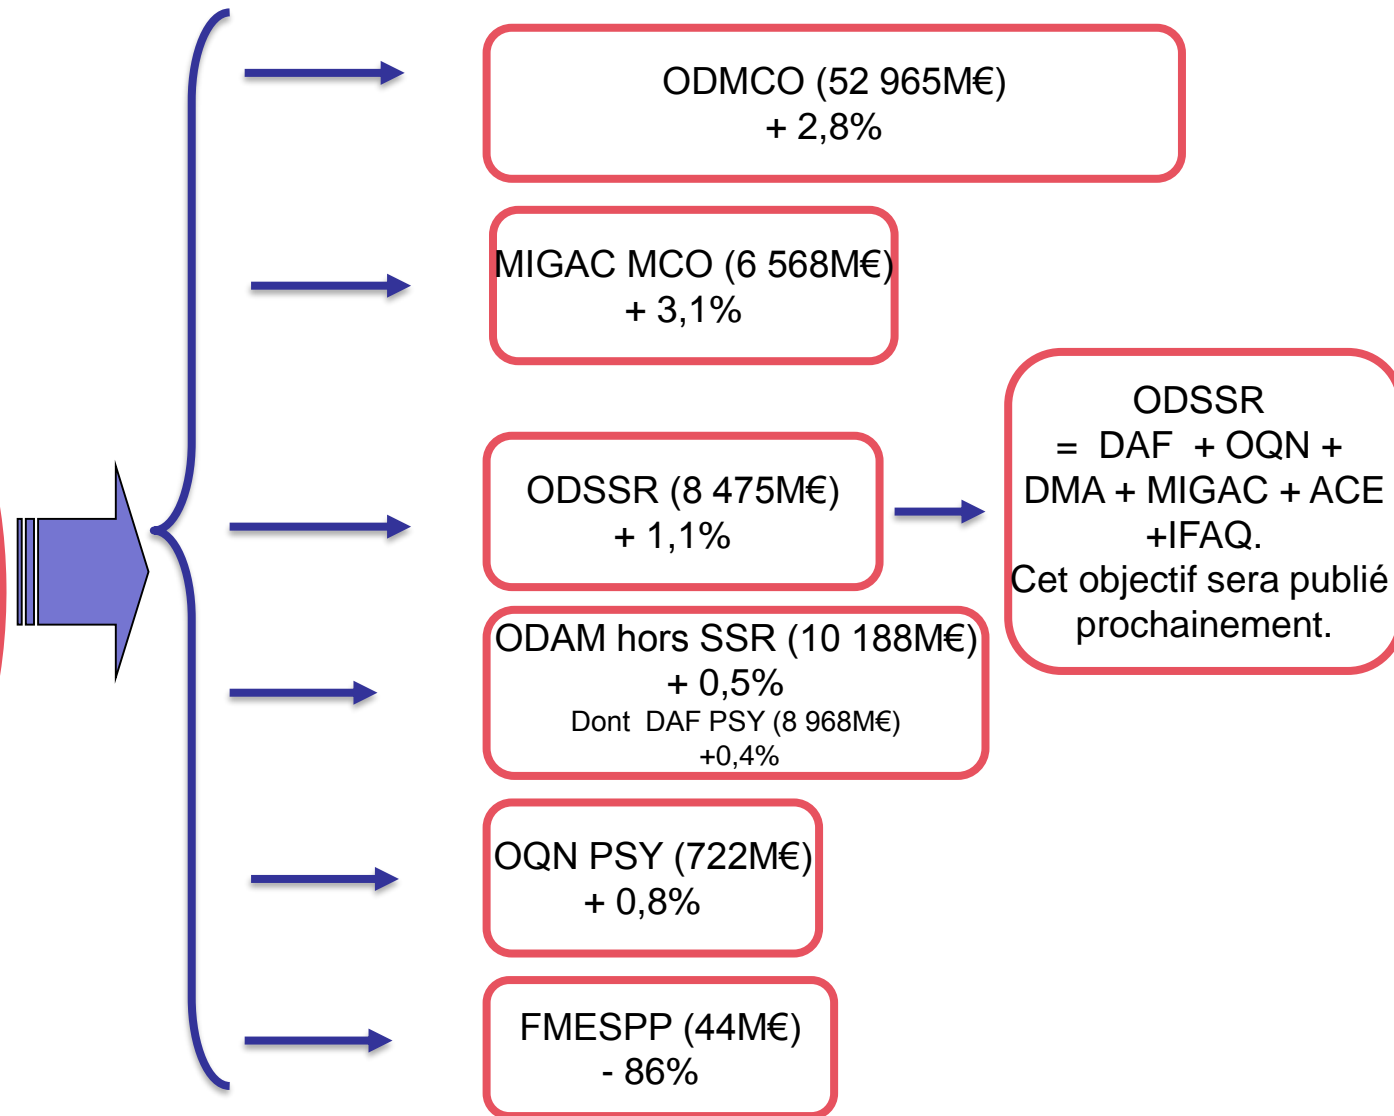 ODMCO (52 965M€)
+ 2,8%
MIGAC MCO (6 568M€)
+ 3,1%
ODSSR (8 475M€)
+ 1,1%
ODSSR
= DAF + OQN +
DMA + MIGAC + ACE
+IFAQ.
Cet objectif sera publié
prochainement.
ODAM hors SSR (10 188M€)
+ 0,5%
Dont DAF PSY (8 968M€)
+0,4%
OQN PSY (722M€)
+ 0,8%
FMESPP (44M€)
- 86%